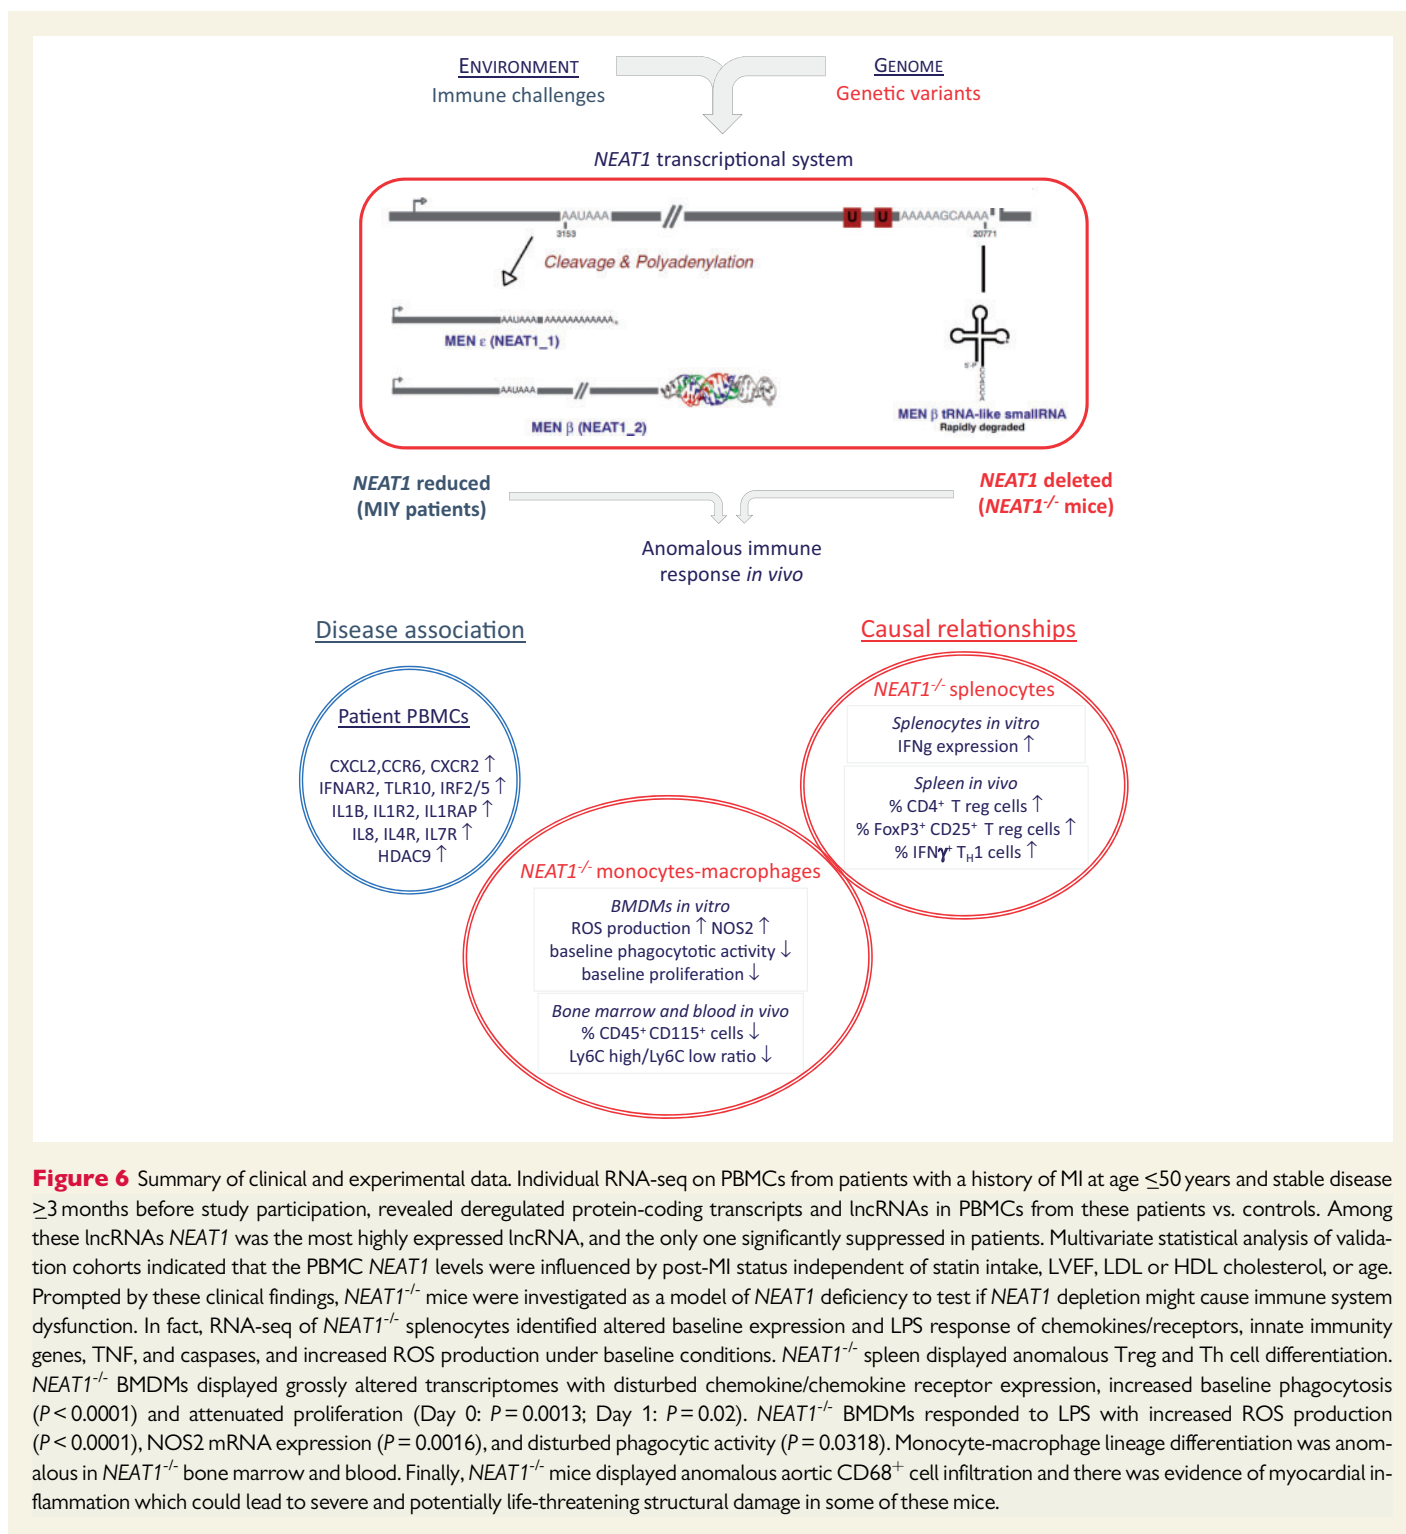 ENVIRONMENT
Immune challenges
GENOME
Genetic variants
NEAT1 transcriptional system
AAUAAA
3153
//
U U
AAAAAGCAAAA
20771
Cleavage & Polyadenylation
AAUAAA AAAAAAAAAAAAₙ
MEN ε (NEAT1_1)
AAUAAA //
MEN β (NEAT1_2)
5'-P
MEN β tRNA-like smallRNA
Rapidly degraded
NEAT1 reduced
(MIY patients)
NEAT1 deleted
(NEAT1-/- mice)
Anomalous immune
response in vivo
Disease association
Patient PBMCs
CXCL2,CCR6, CXCR2 ↑
IFNAR2, TLR10, IRF2/5 ↑
IL1B, IL1R2, IL1RAP ↑
IL8, IL4R, IL7R ↑
HDAC9 ↑
Causal relationships
NEAT1-/- splenocytes
Splenocytes in vitro
IFNg expression ↑
Spleen in vivo
% CD4⁺ T reg cells ↑
% FoxP3⁺ CD25⁺ T reg cells ↑
% IFNγ⁺ TH1 cells ↑
NEAT1-/- monocytes-macrophages
BMDMs in vitro
ROS production ↑ NOS2 ↑
baseline phagocytotic activity ↓
baseline proliferation ↓
Bone marrow and blood in vivo
% CD45⁺ CD115⁺ cells ↓
Ly6C high/Ly6C low ratio ↓
Figure 6 Summary of clinical and experimental data. Individual RNA-seq on PBMCs from patients with a history of MI at age ≤50 years and stable disease
≥3 months before study participation, revealed deregulated protein-coding transcripts and lncRNAs in PBMCs from these patients vs. controls. Among
these lncRNAs NEAT1 was the most highly expressed lncRNA, and the only one significantly suppressed in patients. Multivariate statistical analysis of valida-
tion cohorts indicated that the PBMC NEAT1 levels were influenced by post-MI status independent of statin intake, LVEF, LDL or HDL cholesterol, or age.
Prompted by these clinical findings, NEAT1-/- mice were investigated as a model of NEAT1 deficiency to test if NEAT1 depletion might cause immune system
dysfunction. In fact, RNA-seq of NEAT1-/- splenocytes identified altered baseline expression and LPS response of chemokines/receptors, innate immunity
genes, TNF, and caspases, and increased ROS production under baseline conditions. NEAT1-/- spleen displayed anomalous Treg and Th cell differentiation.
NEAT1-/- BMDMs displayed grossly altered transcriptomes with disturbed chemokine/chemokine receptor expression, increased baseline phagocytosis
(P < 0.0001) and attenuated proliferation (Day 0: P = 0.0013; Day 1: P = 0.02). NEAT1-/- BMDMs responded to LPS with increased ROS production
(P < 0.0001), NOS2 mRNA expression (P = 0.0016), and disturbed phagocytic activity (P = 0.0318). Monocyte-macrophage lineage differentiation was anom-
alous in NEAT1-/- bone marrow and blood. Finally, NEAT1-/- mice displayed anomalous aortic CD68⁺ cell infiltration and there was evidence of myocardial in-
flammation which could lead to severe and potentially life-threatening structural damage in some of these mice.